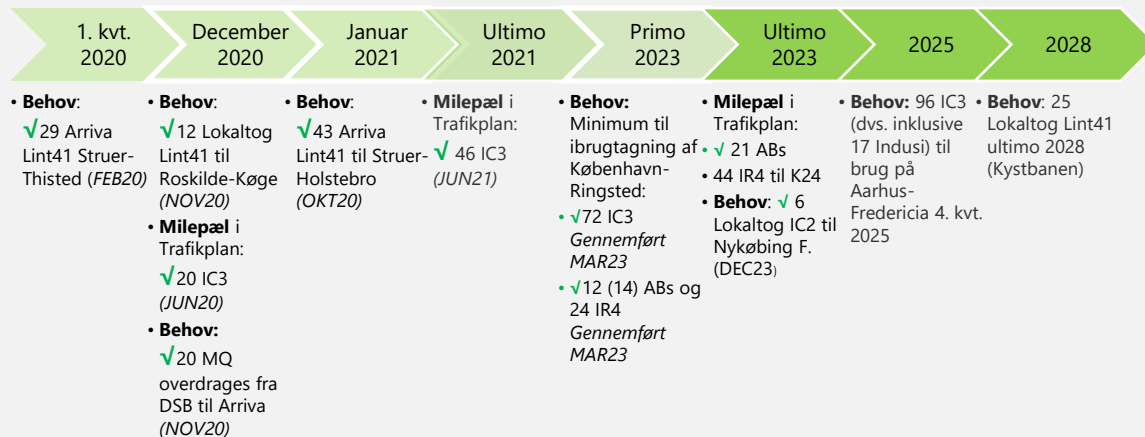 1. kvt.
2020
December
2020
Januar
2021
Ultimo
2021
Primo
2023
Ultimo
2023
2025
2028
• Behov:
√29 Arriva
Lint41 Struer-
Thisted (FEB20)
• Behov:
√12 Lokaltog
Lint41 til
Roskilde-Køge
(NOV20)
• Milepæl i
Trafikplan:
√20 IC3
(JUN20)
• Behov:
√20 MQ
overdrages fra
DSB til Arriva
(NOV20)
• Behov:
√43 Arriva
Lint41 til Struer-
Holstebro
(OKT20)
• Milepæl i
Trafikplan:
√ 46 IC3
(JUN21)
• Behov:
Minimum til
ibrugtagning af
København-
Ringsted:
• √72 IC3
Gennemført
MAR23
• √12 (14) ABs og
24 IR4
Gennemført
MAR23
• Milepæl i
Trafikplan:
• √ 21 ABs
• 44 IR4 til K24
• Behov: √ 6
Lokaltog IC2 til
Nykøbing F.
(DEC23)
• Behov: 96 IC3
(dvs. inklusive
17 Indusi) til
brug på
Aarhus-
Fredericia 4. kvt.
2025
• Behov: 25
Lokaltog Lint41
ultimo 2028
(Kystbanen)